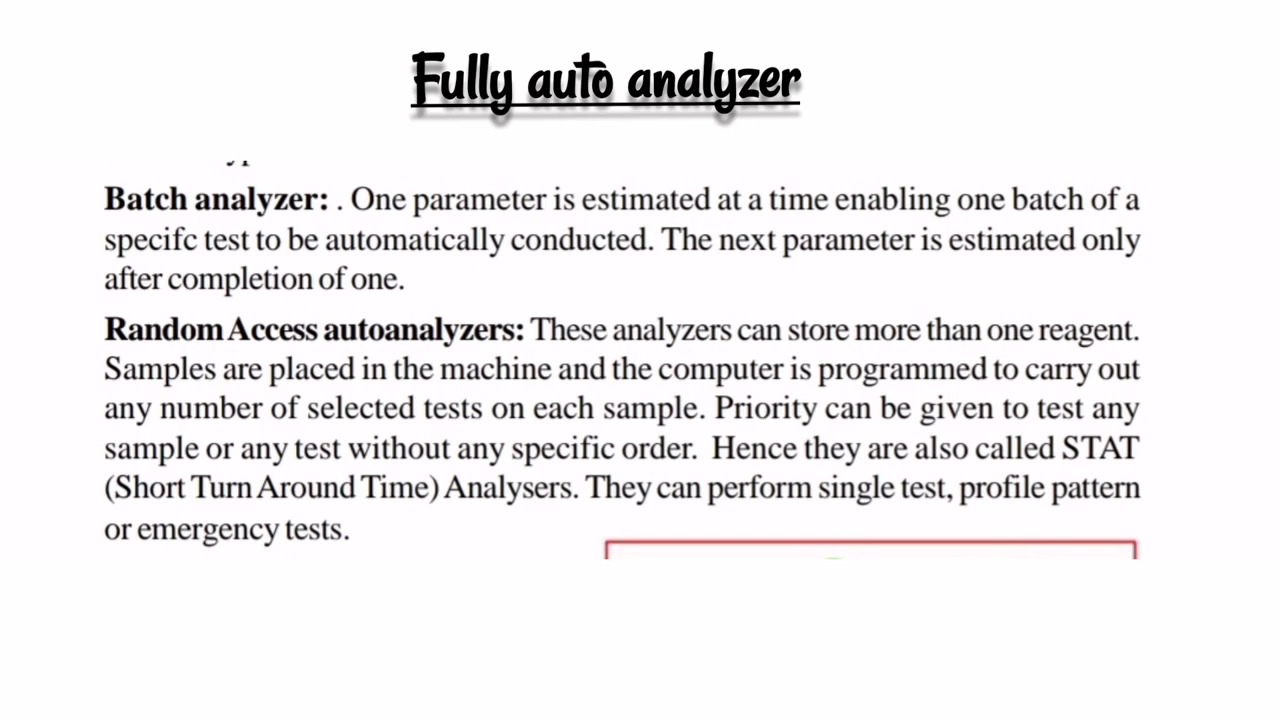 Fully auto analyzer
Batch analyzer: . One parameter is estimated at a time enabling one batch of a
specifc test to be automatically conducted. The next parameter is estimated only
after completion of one.
Random Access autoanalyzers: These analyzers can store more than one reagent.
Samples are placed in the machine and the computer is programmed to carry out
any number of selected tests on each sample. Priority can be given to test any
sample or any test without any specific order. Hence they are also called STAT
(Short Turn Around Time) Analysers. They can perform single test, profile pattern
or emergency tests.